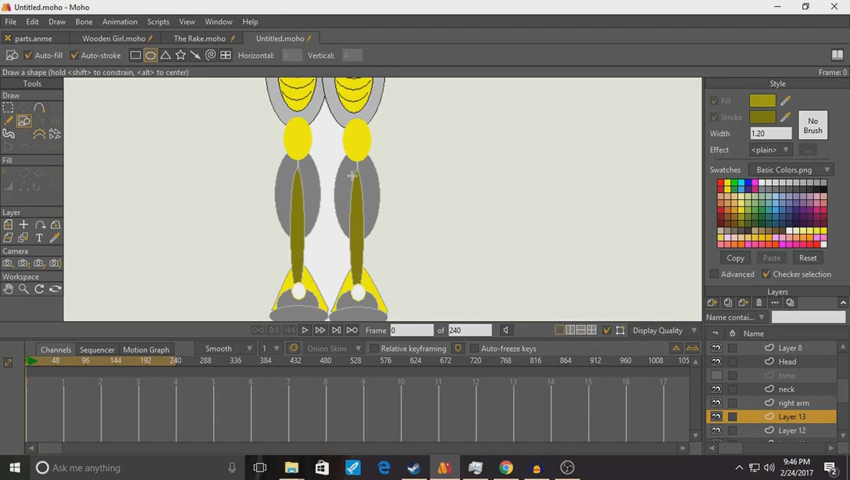 Untitled.moho - Moho
File Edit Draw Bone Animation Scripts View Window Help
parts.anme Wooden Girl.moho The Rake.moho Untitled.moho
Auto-fill Auto-stroke Horizontal: Vertical:
Draw a shape (hold <shift> to constrain, <alt> to center) Frame: 0
Tools
Draw
Fill
Layer
Camera
Workspace
Style
Fill
Stroke
No Brush
Width 1.20
Effect <plain>
Swatches Basic Colors.png
Copy Paste Reset
Advanced Checker selection
Layers
Name contai...
Name
Layer 8
Head
torso
neck
right arm
Layer 13
Layer 12
Frame 0 of 240 Display Quality
Channels Sequencer Motion Graph Smooth 1 Onion Skins Relative keyframing Auto-freeze keys
48 96 144 192 240 288 336 384 432 480 528 576 624 672 720 768 816 864 912 960 1008 105
1 2 3 4 5 6 7 8 9 10 11 12 13 14 15 16 17
Ask me anything
9:46 PM
2/24/2017